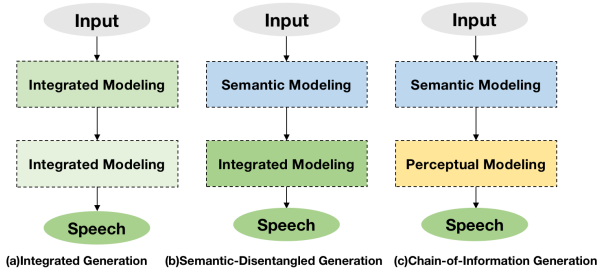 Input Input Input
Integrated Modeling Semantic Modeling Semantic Modeling
Integrated Modeling Integrated Modeling Perceptual Modeling
Speech Speech Speech
(a)Integrated Generation (b)Semantic-Disentangled Generation (c)Chain-of-Information Generation